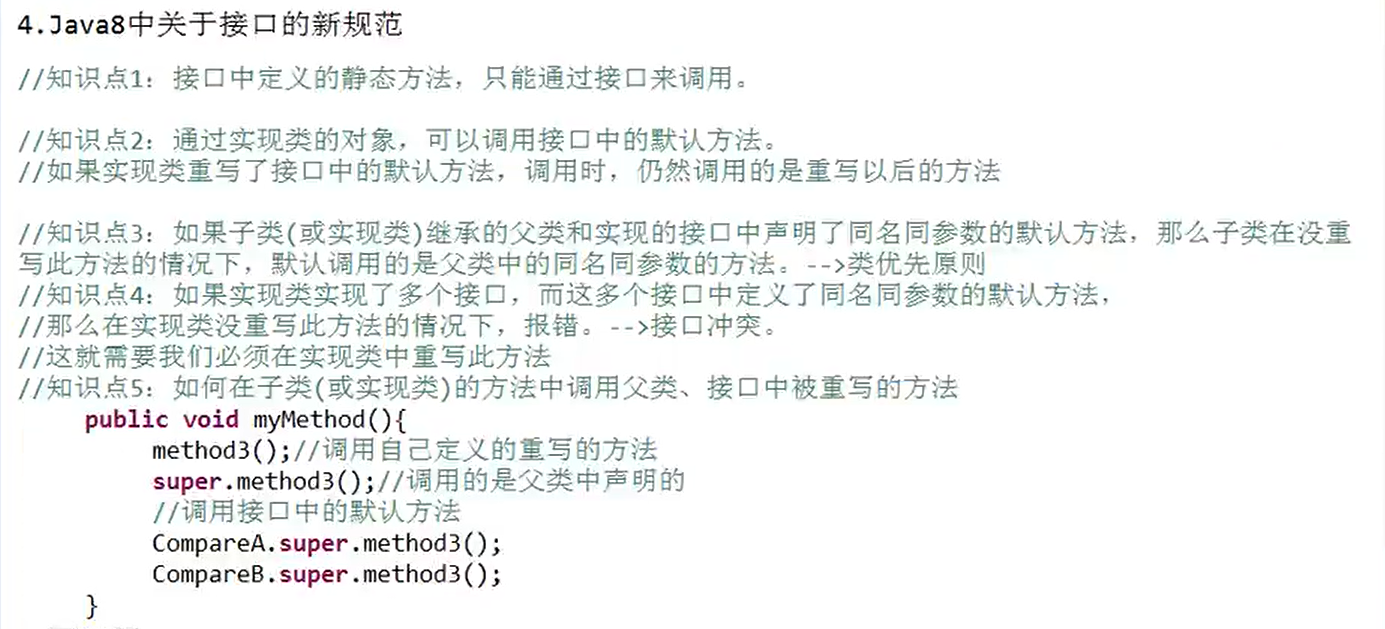 4.Java8中关于接口的新规范
//知识点1：接口中定义的静态方法，只能通过接口来调用。
//知识点2：通过实现类的对象，可以调用接口中的默认方法。
//如果实现类重写了接口中的默认方法，调用时，仍然调用的是重写以后的方法
//知识点3：如果子类(或实现类)继承的父类和实现的接口中声明了同名同参数的默认方法，那么子类在没重
写此方法的情况下，默认调用的是父类中的同名同参数的方法。-->类优先原则
//知识点4：如果实现类实现了多个接口，而这多个接口中定义了同名同参数的默认方法，
//那么在实现类没重写此方法的情况下，报错。-->接口冲突。
//这就需要我们必须在实现类中重写此方法
//知识点5：如何在子类(或实现类)的方法中调用父类、接口中被重写的方法
public void myMethod(){
method3();//调用自己定义的重写的方法
super.method3();//调用的是父类中声明的
//调用接口中的默认方法
CompareA.super.method3();
CompareB.super.method3();
}